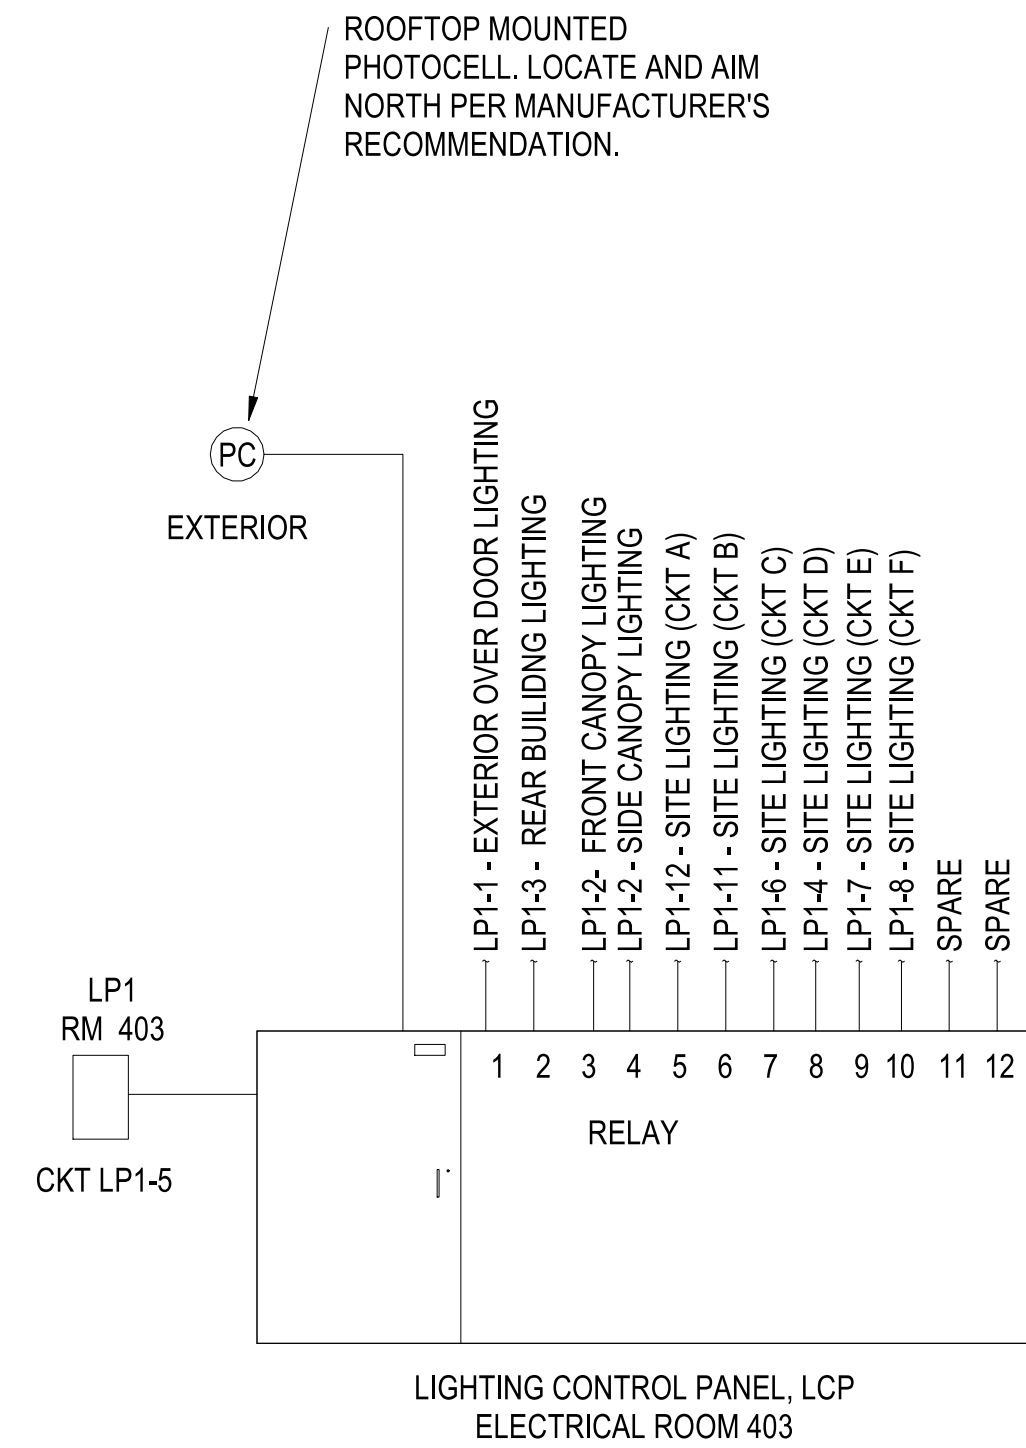 ROOFTOP MOUNTED
PHOTOCELL. LOCATE AND AIM
NORTH PER MANUFACTURER'S
RECOMMENDATION.
PC
EXTERIOR
LP1-1 - EXTERIOR OVER DOOR LIGHTING
LP1-3 - REAR BUILIDNG LIGHTING
LP1-2- FRONT CANOPY LIGHTING
LP1-2 - SIDE CANOPY LIGHTING
LP1-12 - SITE LIGHTING (CKT A)
LP1-11 - SITE LIGHTING (CKT B)
LP1-6 - SITE LIGHTING (CKT C)
LP1-4 - SITE LIGHTING (CKT D)
LP1-7 - SITE LIGHTING (CKT E)
LP1-8 - SITE LIGHTING (CKT F)
SPARE
SPARE
LP1
RM 403
CKT LP1-5
1 2 3 4 5 6 7 8 9 10 11 12
RELAY
LIGHTING CONTROL PANEL, LCP
ELECTRICAL ROOM 403